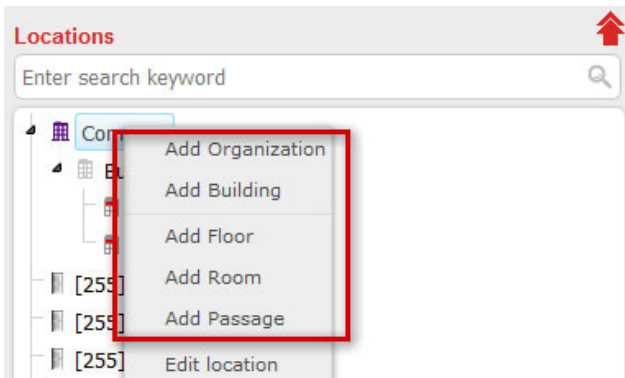 Locations
Enter search keyword
Add Organization
Add Building
Add Floor
[255] Add Room
[255] Add Passage
[255] Edit location